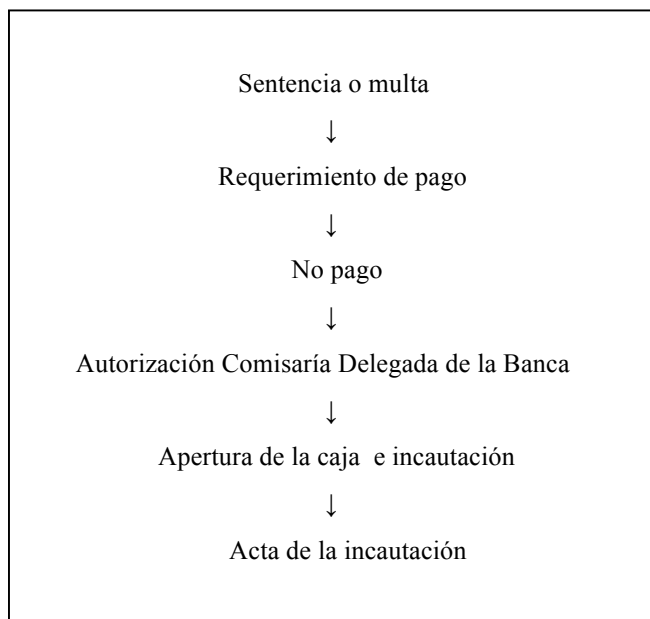 Sentencia o multa
↓
Requerimiento de pago
↓
No pago
↓
Autorización Comisaría Delegada de la Banca
↓
Apertura de la caja e incautación
↓
Acta de la incautación